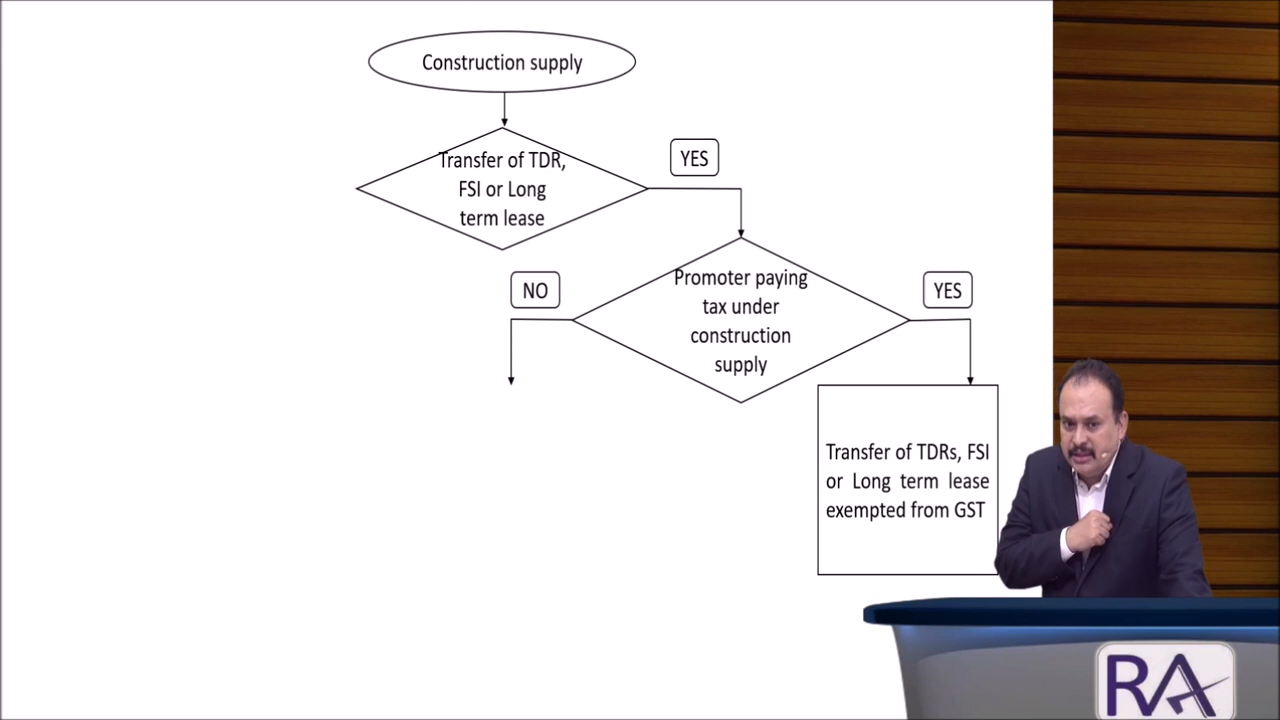 Construction supply
Transfer of TDR,
FSI or Long
term lease
YES
Promoter paying
tax under
construction
supply
NO
YES
Transfer of TDRs, FSI
or Long term lease
exempted from GST
RA